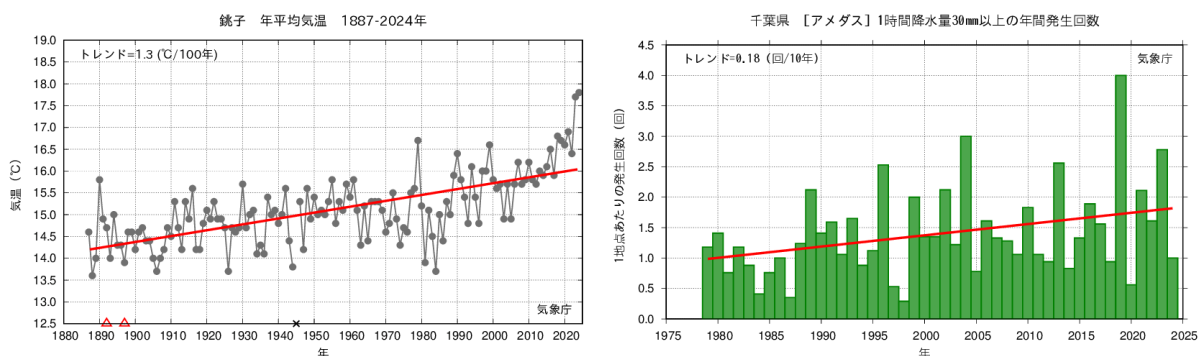 銚子 年平均気温 1887-2024年
トレンド=1.3 (℃/100年)
気温 (℃)
19.0
18.5
18.0
17.5
17.0
16.5
16.0
15.5
15.0
14.5
14.0
13.5
13.0
12.5
気象庁
1880 1890 1900 1910 1920 1930 1940 1950 1960 1970 1980 1990 2000 2010 2020
年
千葉県 [アメダス] 1時間降水量30mm以上の年間発生回数
トレンド=0.18 (回/10年)
気象庁
1地点あたりの発生回数 (回)
4.5
4.0
3.5
3.0
2.5
2.0
1.5
1.0
0.5
0.0
1975 1980 1985 1990 1995 2000 2005 2010 2015 2020 2025
年